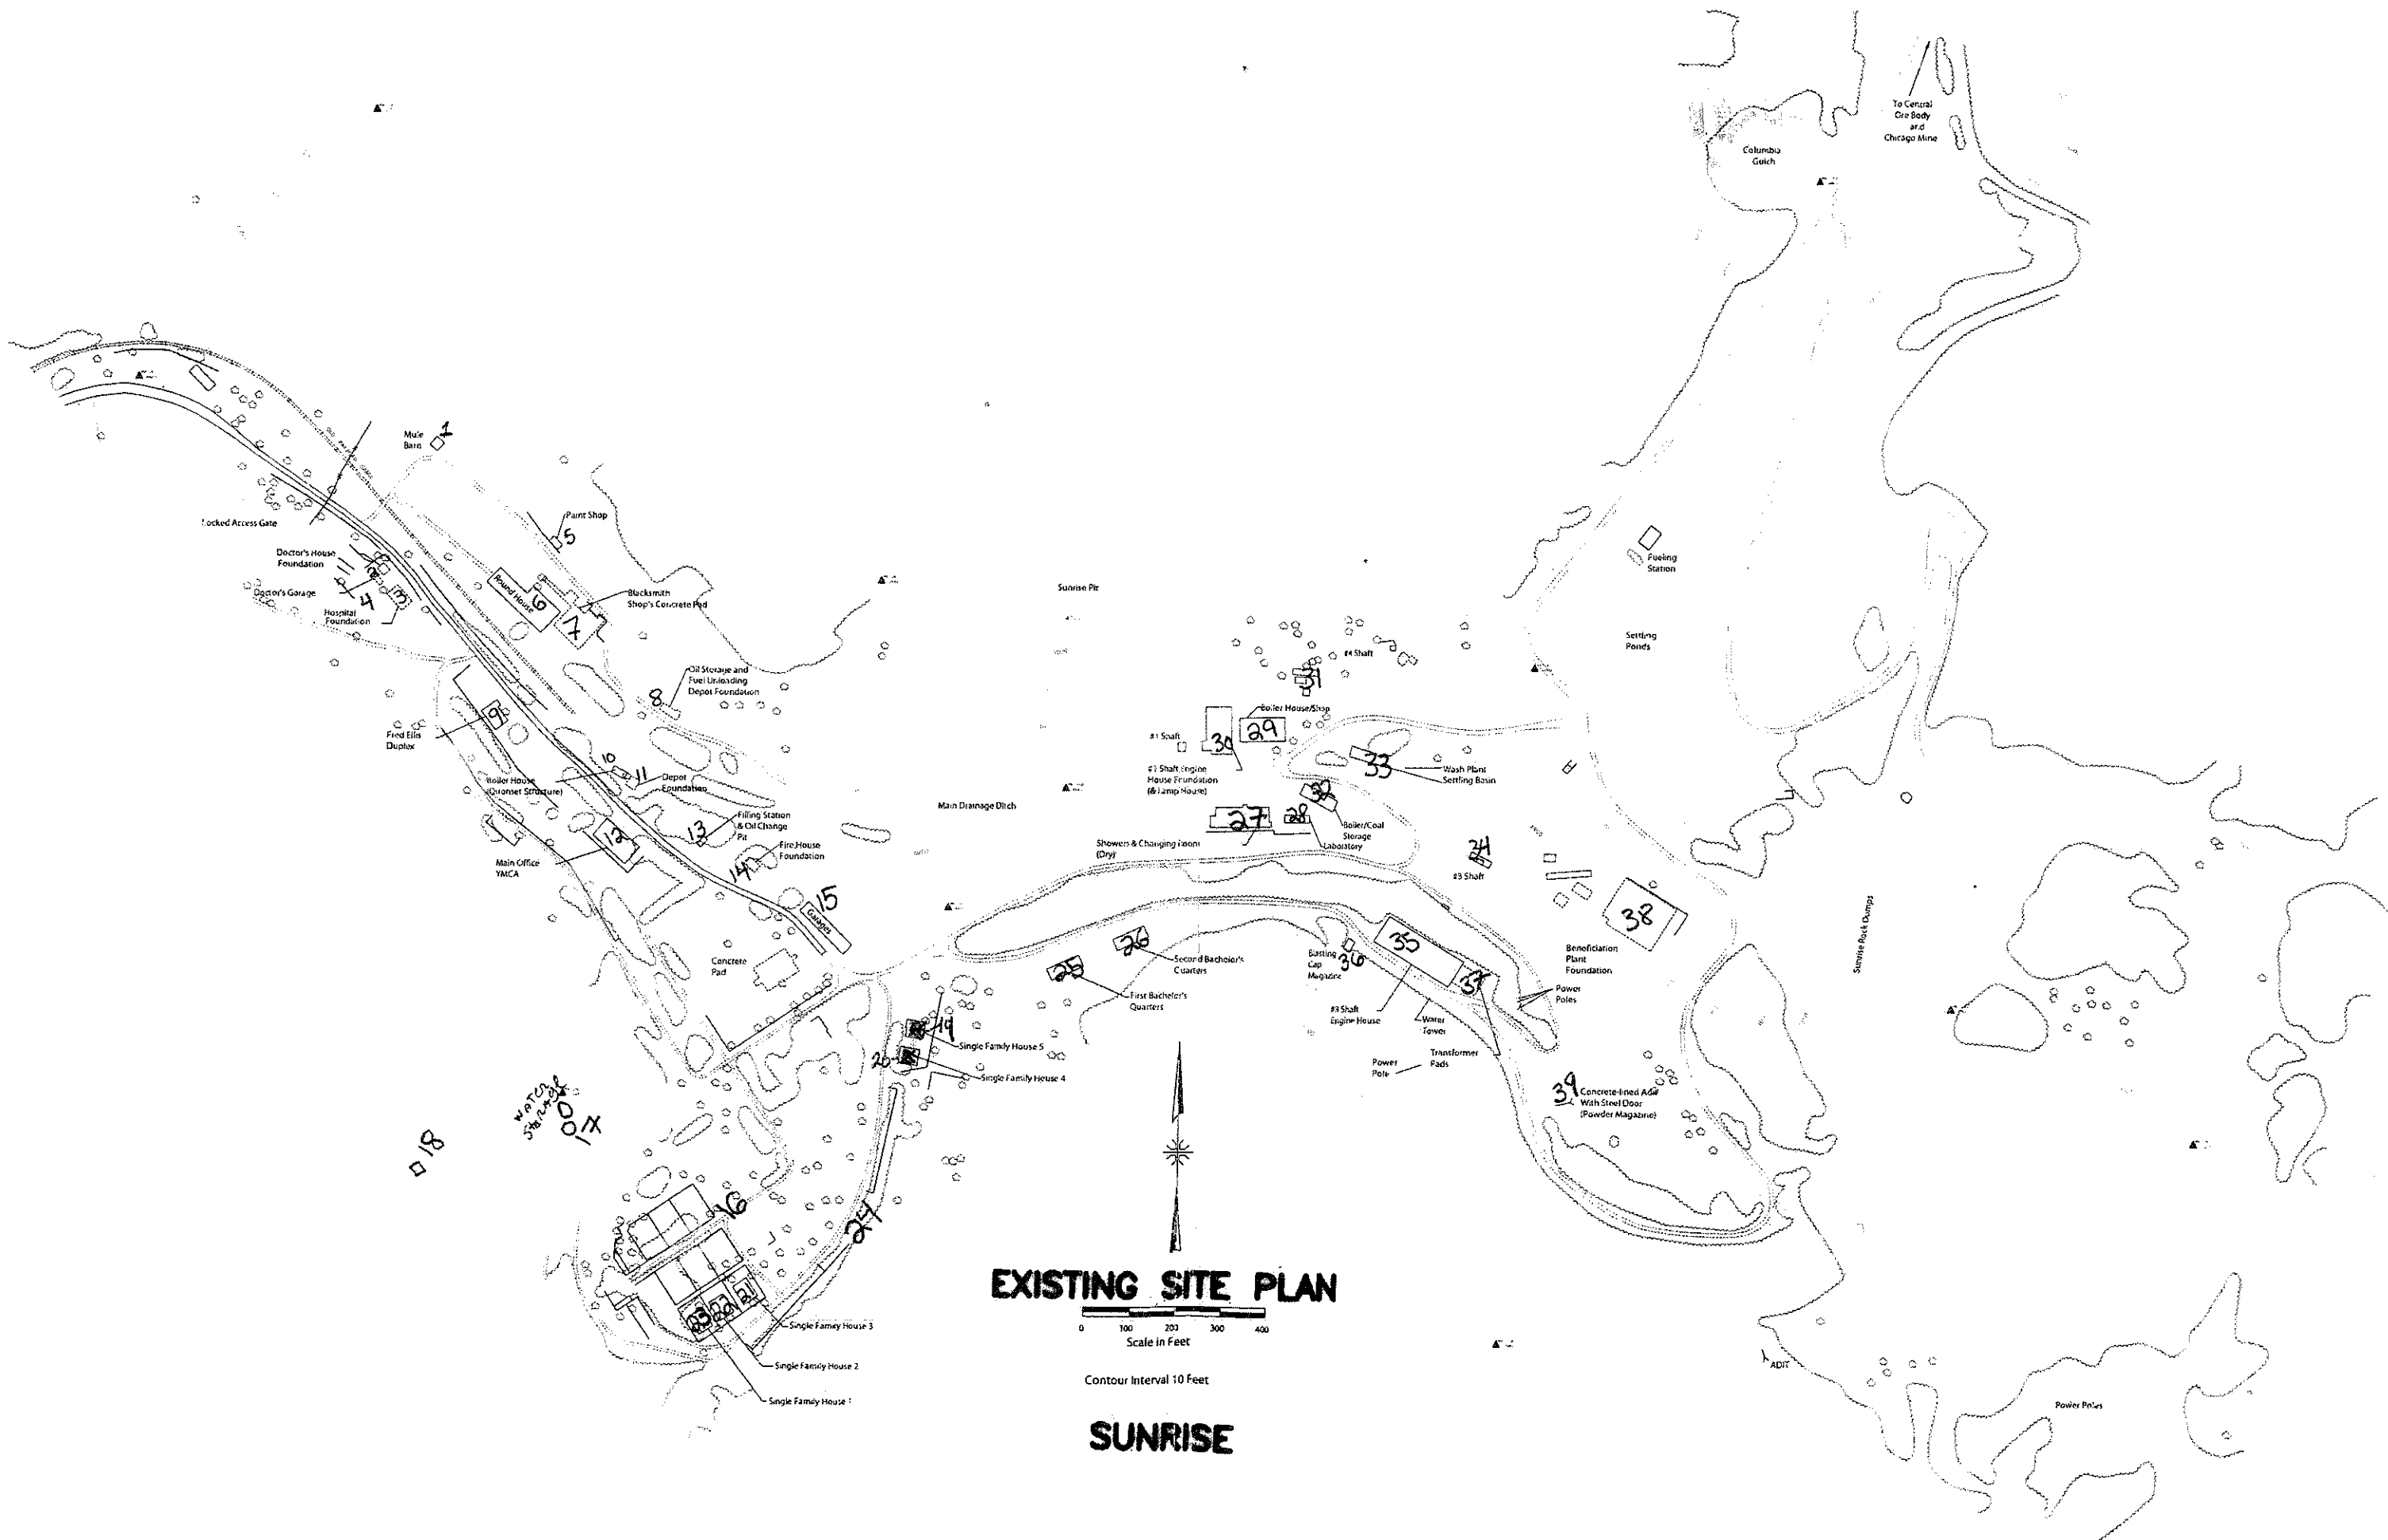 To Central
Ore Body
and
Chicago Mine
Columbia
Gulch
Mule
Barn
1
Locked Access Gate
Paint Shop
5
Doctor's House
Foundation
2
Doctor's Garage
4
3
Hospital
Foundation
Round House
6
7
Blacksmith
Shop's Concrete Pad
Sunrise Pit
Fueling
Station
Settling
Ponds
#4 Shaft
31
Oil Storage and
Fuel Unloading
Depot Foundation
8
9
Fred Elin
Duplex
Boiler House/Shop
29
30
#1 Shaft
#2 Shaft, Engine
House Foundation
(& Lamp House)
33
Wash Plant
Settling Basin
10
11
Boiler House
(Quonset Structure)
Depot
Foundation
Main Drainage Ditch
32
27
28
Boiler/Coal
Storage
Laboratory
Showers & Changing Room
(Dry)
Filling Station
& Oil Change
Pit
13
12
Fire House
Foundation
14
Main Office
YMCA
34
#3 Shaft
15
Garages
Concrete
Pad
38
Beneficiation
Plant
Foundation
Sunrise Rock Dumps
26
Second Bachelor's
Quarters
25
First Bachelor's
Quarters
Blasting
Cap
Magazine
36
35
37
#3 Shaft
Engine House
Water
Tower
Power
Poles
Power
Pole
Transformer
Pads
19
Single Family House 5
20
Single Family House 4
39
Concrete-lined Adit
With Steel Door
(Powder Magazine)
WATER
STORAGE
17
18
16
24
23
22
21
Single Family House 3
Single Family House 2
Single Family House 1
EXISTING SITE PLAN
0 100 200 300 400
Scale in Feet
Contour Interval 10 Feet
SUNRISE
ADIT
Power Poles